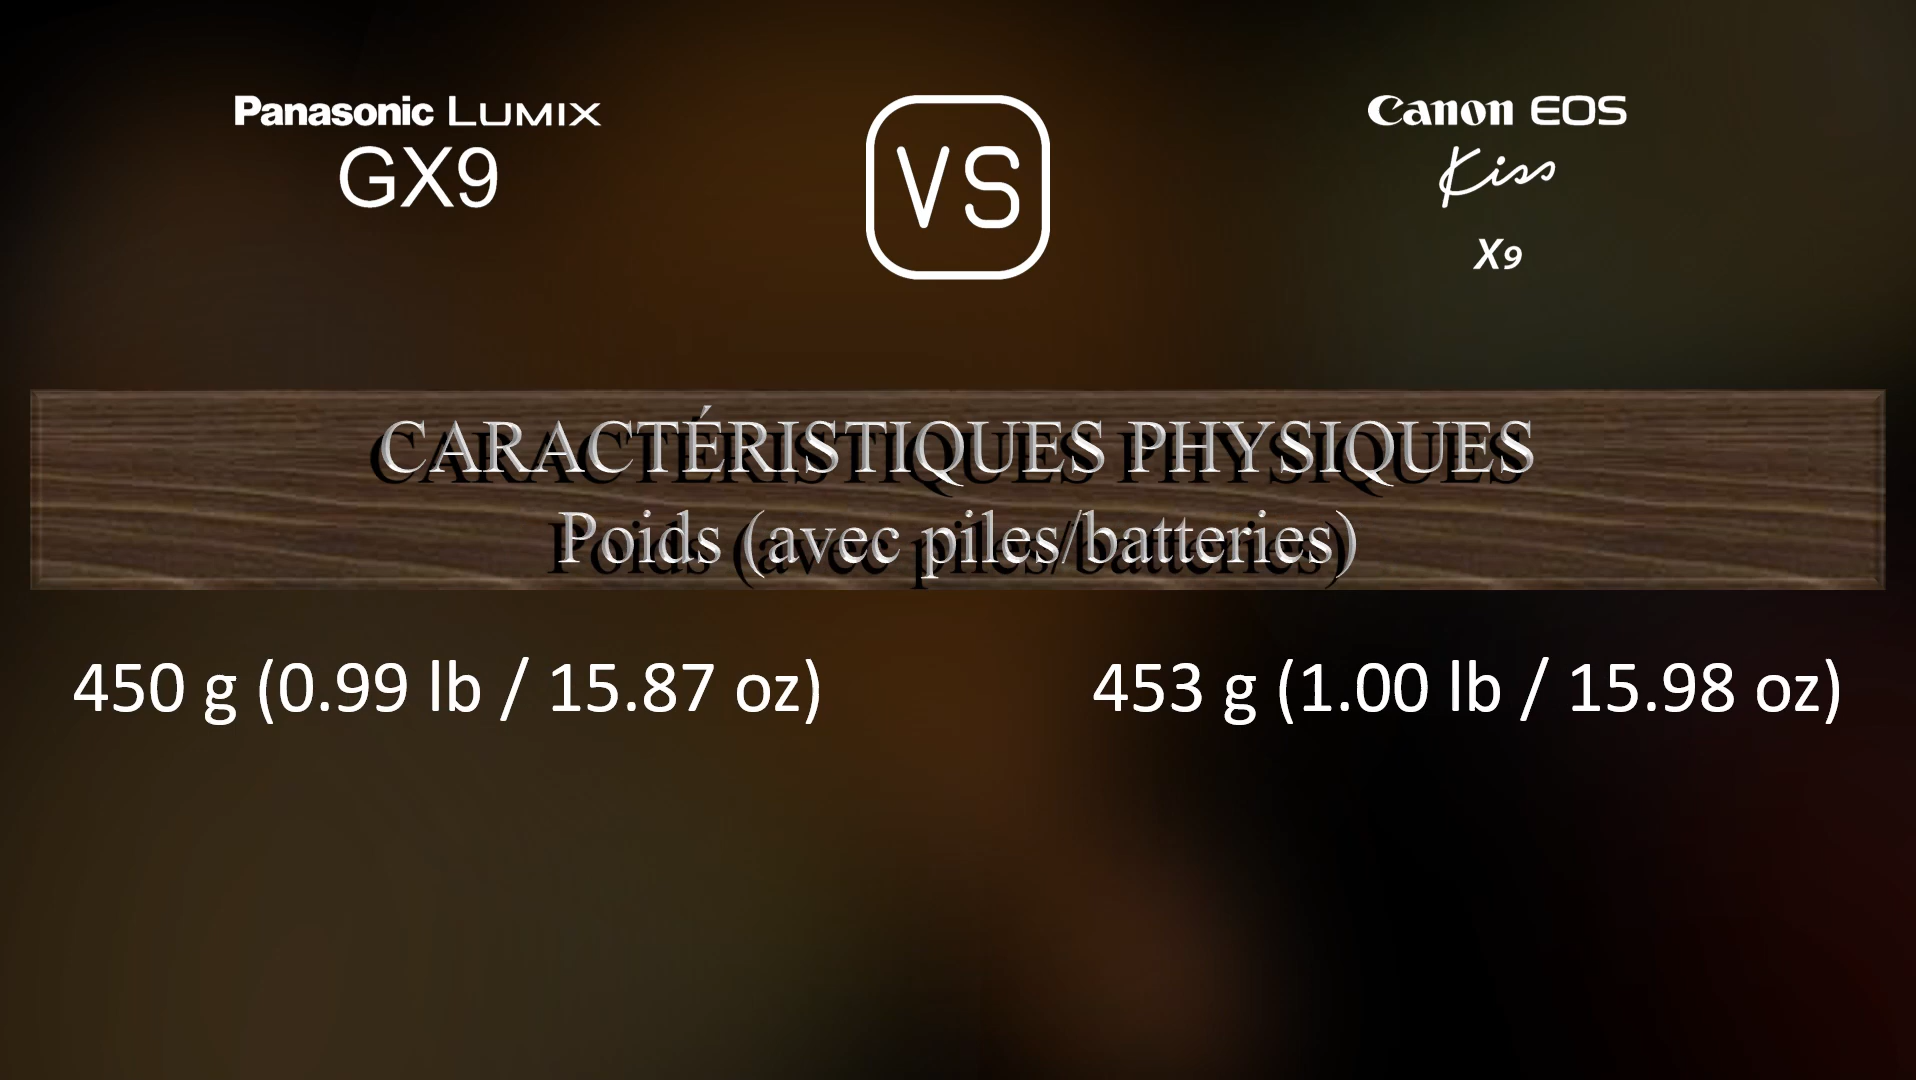 Panasonic LUMIX
GX9
VS
Canon EOS
Kiss
X9
CARACTÉRISTIQUES PHYSIQUES
Poids (avec piles/batteries)
450 g (0.99 lb / 15.87 oz)
453 g (1.00 lb / 15.98 oz)